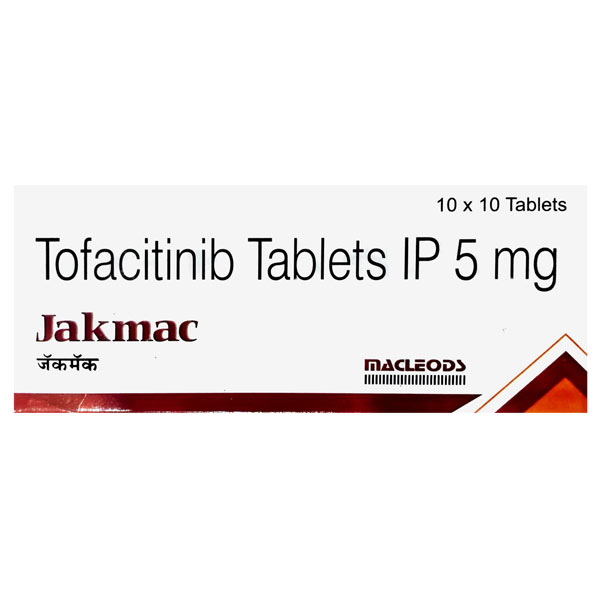 10 x 10 Tablets
Tofacitinib Tablets IP 5 mg
Jakmac
जॅकमॅक
MACLEODS